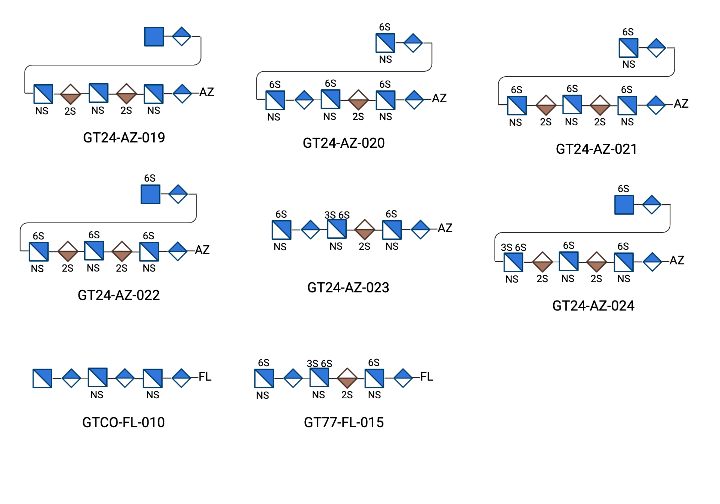 AZ
NS 2S NS 2S NS
GT24-AZ-019
6S
NS
6S 6S 6S
AZ
NS NS 2S NS
GT24-AZ-020
6S
NS
6S 6S 6S
AZ
NS 2S NS 2S NS
GT24-AZ-021
6S
6S 6S 6S
AZ
NS 2S NS 2S NS
GT24-AZ-022
6S 3S 6S 6S
AZ
NS NS 2S NS
GT24-AZ-023
6S
3S 6S 6S 6S
AZ
NS 2S NS 2S NS
GT24-AZ-024
FL
NS NS
GTCO-FL-010
6S 3S 6S 6S
FL
NS NS 2S NS
GT77-FL-015